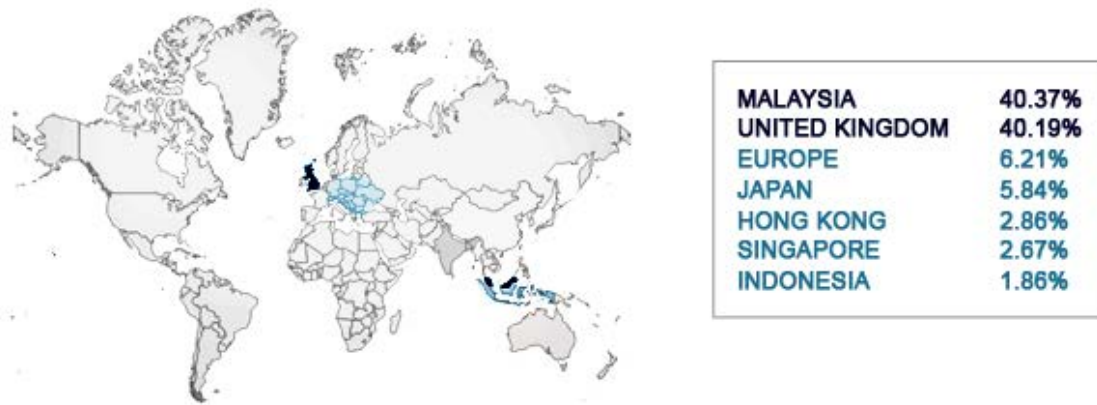 MALAYSIA 40.37%
UNITED KINGDOM 40.19%
EUROPE 6.21%
JAPAN 5.84%
HONG KONG 2.86%
SINGAPORE 2.67%
INDONESIA 1.86%